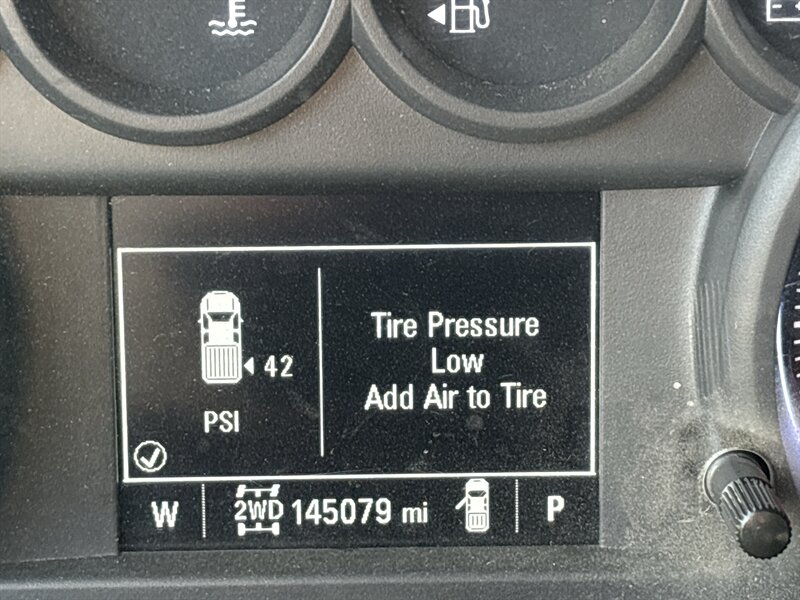 42
PSI
Tire Pressure
Low
Add Air to Tire
W 2WD 145079 mi P